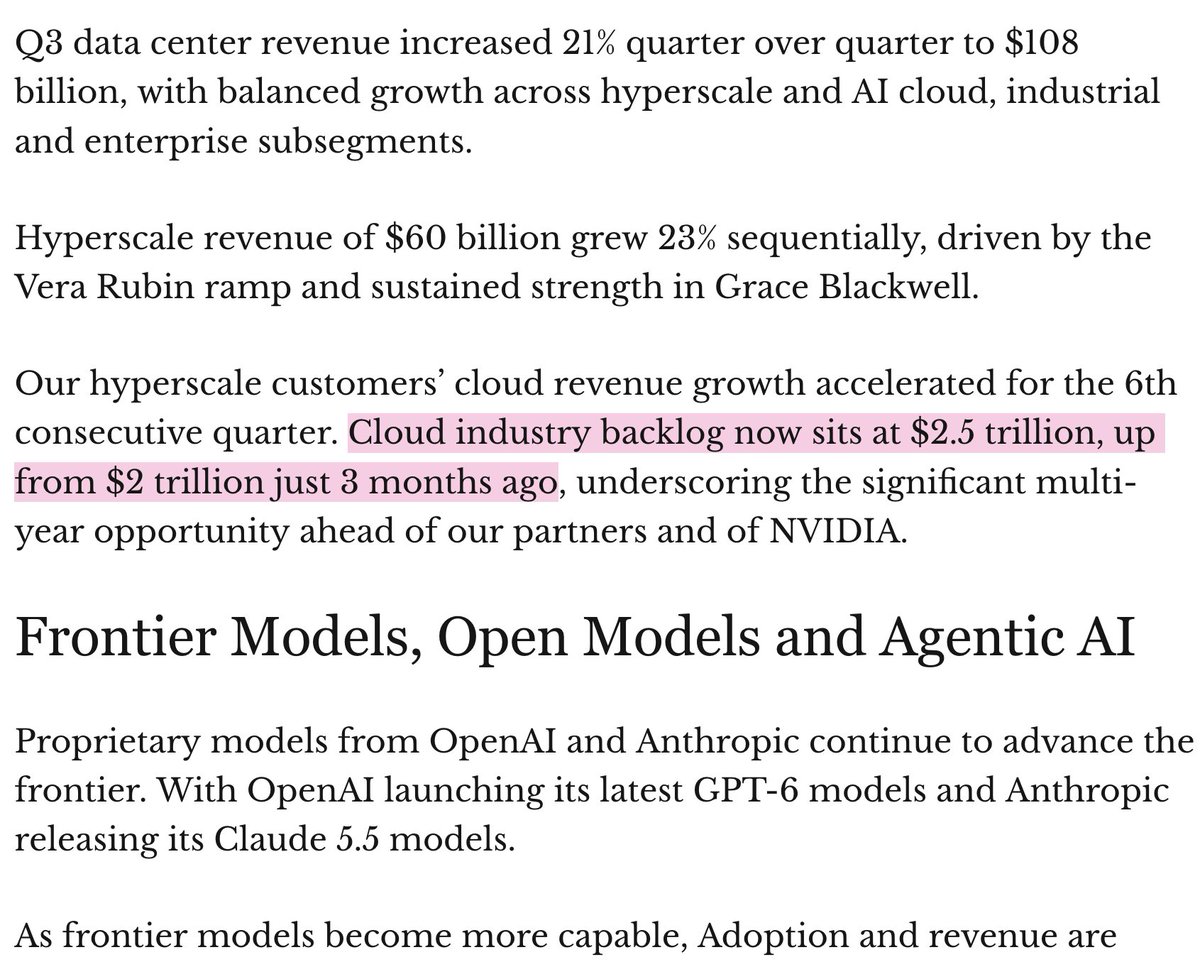 Q3 data center revenue increased 21% quarter over quarter to $108
billion, with balanced growth across hyperscale and AI cloud, industrial
and enterprise subsegments.
Hyperscale revenue of $60 billion grew 23% sequentially, driven by the
Vera Rubin ramp and sustained strength in Grace Blackwell.
Our hyperscale customers’ cloud revenue growth accelerated for the 6th
consecutive quarter. Cloud industry backlog now sits at $2.5 trillion, up
from $2 trillion just 3 months ago, underscoring the significant multi-
year opportunity ahead of our partners and of NVIDIA.
Frontier Models, Open Models and Agentic AI
Proprietary models from OpenAI and Anthropic continue to advance the
frontier. With OpenAI launching its latest GPT-6 models and Anthropic
releasing its Claude 5.5 models.
As frontier models become more capable, Adoption and revenue are